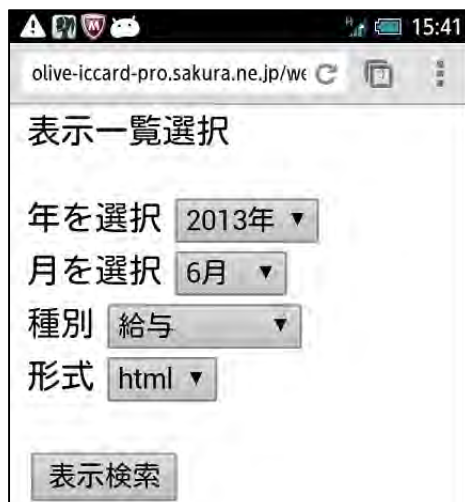 15:41
olive-iccard-pro.sakura.ne.jp/we
表示一覧選択
年を選択 2013年 ▼
月を選択 6月 ▼
種別 給与 ▼
形式 html ▼
表示検索